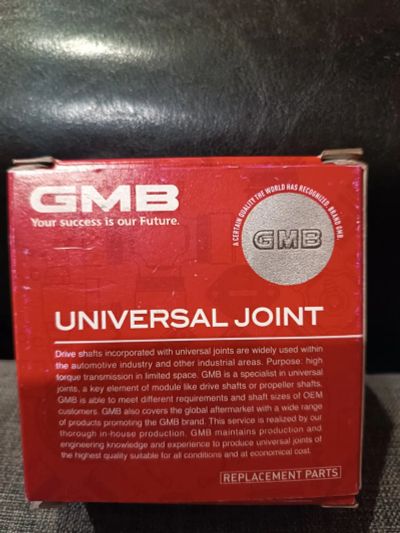 GMB
Your success is our Future.
A CERTAIN QUALITY THE WORLD HAS RECOGNIZED. BRAND GMB.
GMB
UNIVERSAL JOINT
Drive shafts incorporated with universal joints are widely used within
the automotive industry and other industrial areas. Purpose: high
torque transmission in limited space. GMB is a specialist in universal
joints, a key element of module like drive shafts or propeller shafts.
GMB is able to meet different requirements and shaft sizes of OEM
customers. GMB also covers the global aftermarket with a wide range
of products promoting the GMB brand. This service is realized by our
thorough in-house production. GMB maintains production and
engineering knowledge and experience to produce universal joints of
the highest quality suitable for all conditions and at economical cost.
REPLACEMENT PARTS